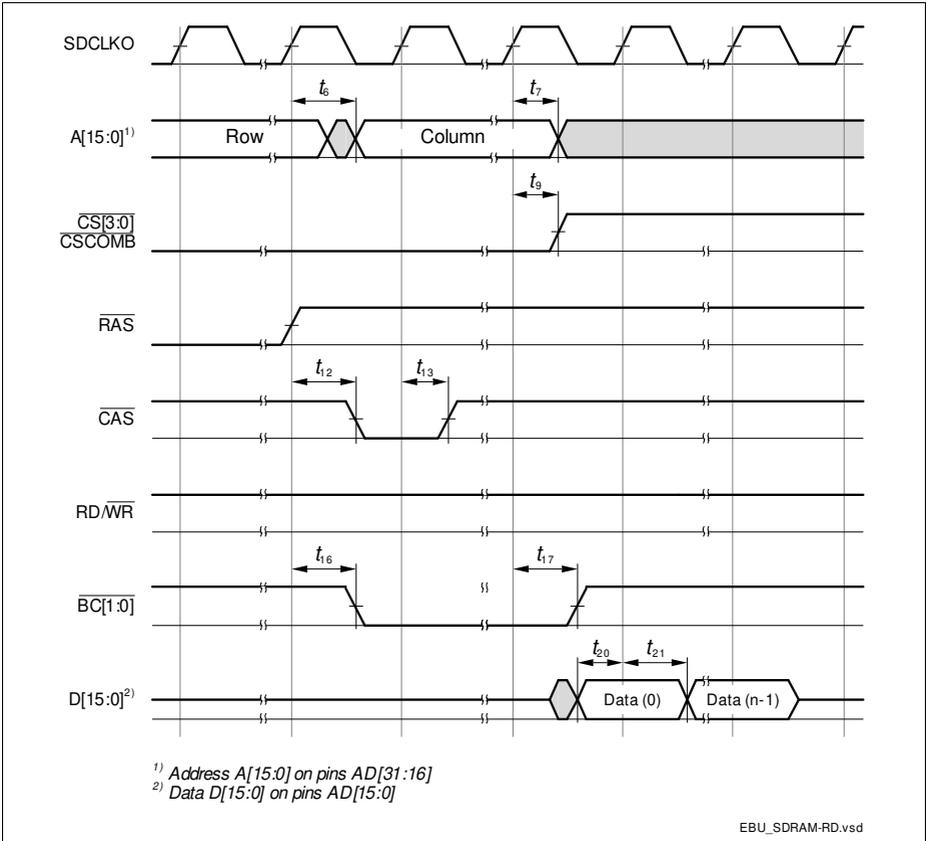 SDCLKO
t6
t7
A[15:0]1)
Row
Column
t9
CS[3:0]
CSCOMB
RAS
t12
t13
CAS
RD/WR
t16
t17
BC[1:0]
t20
t21
D[15:0]2)
Data (0)
Data (n-1)
1) Address A[15:0] on pins AD[31:16]
2) Data D[15:0] on pins AD[15:0]
EBU_SDRAM-RD.vsd